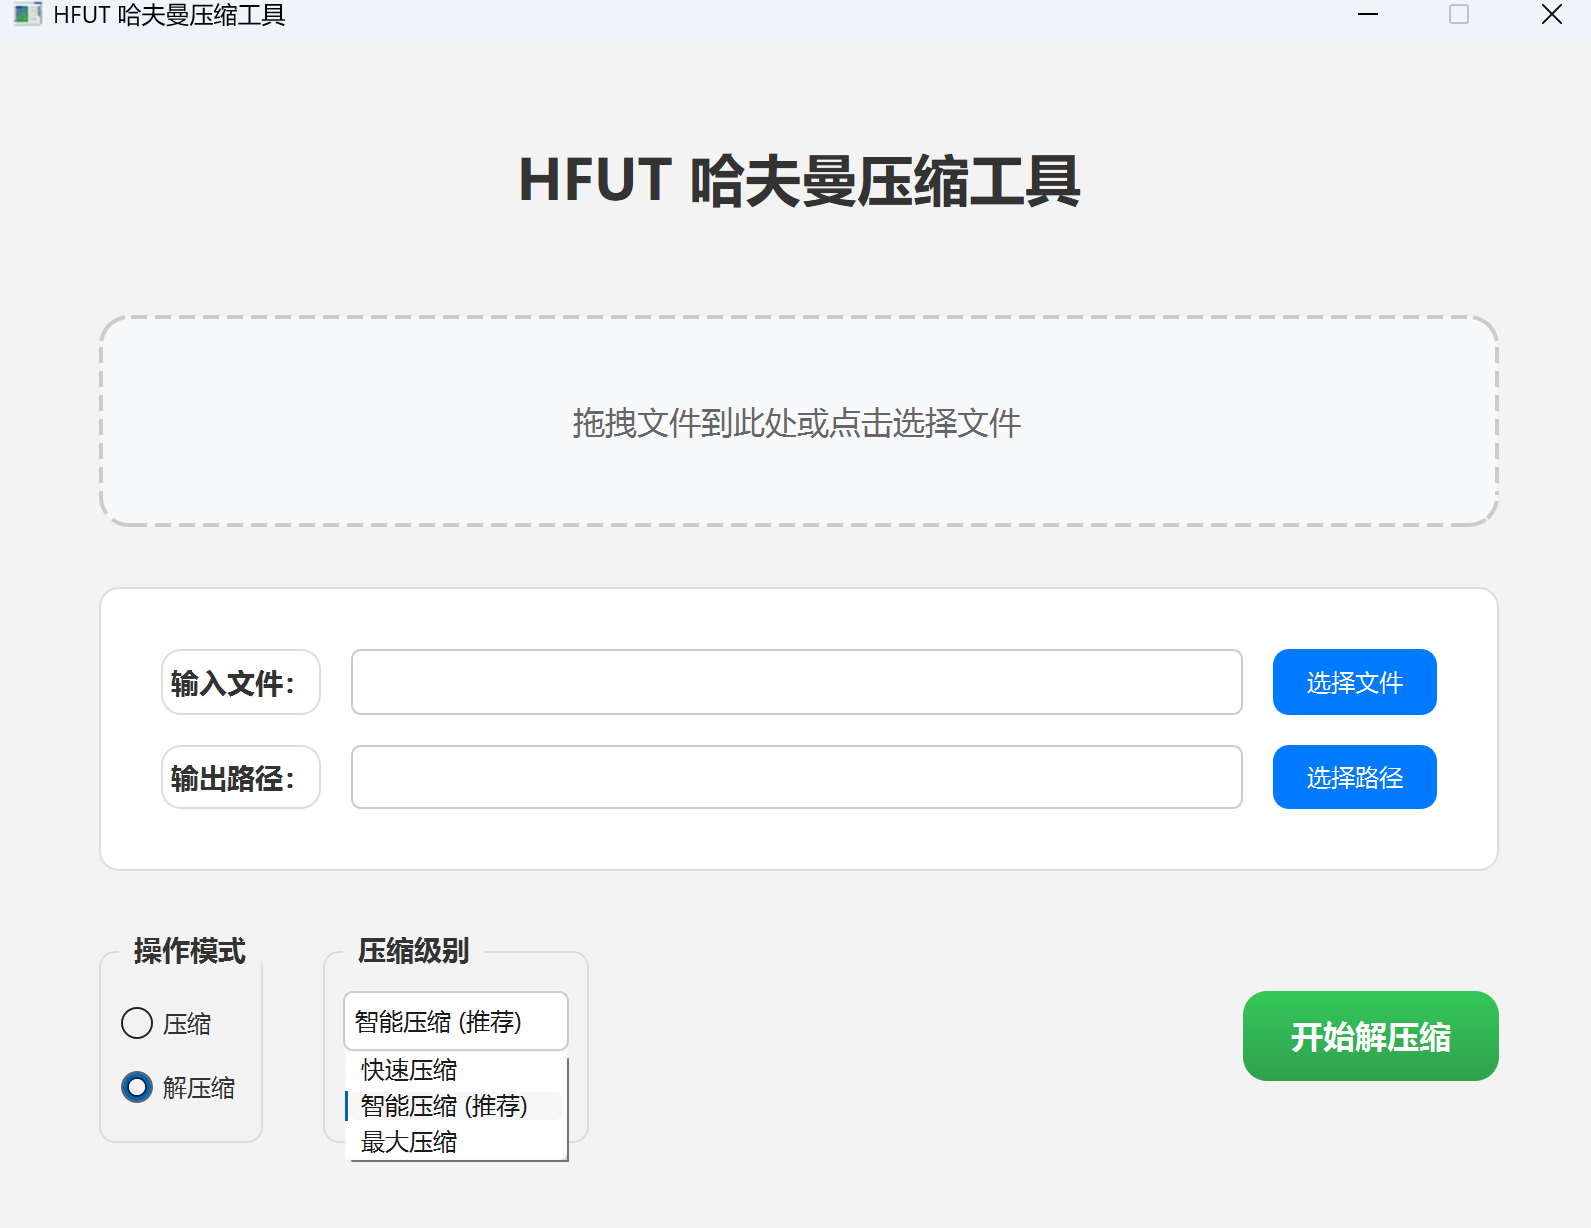 HFUT 哈夫曼压缩工具
HFUT 哈夫曼压缩工具
拖拽文件到此处或点击选择文件
输入文件：
选择文件
输出路径：
选择路径
操作模式
压缩
解压缩
压缩级别
智能压缩 (推荐)
快速压缩
智能压缩 (推荐)
最大压缩
开始解压缩